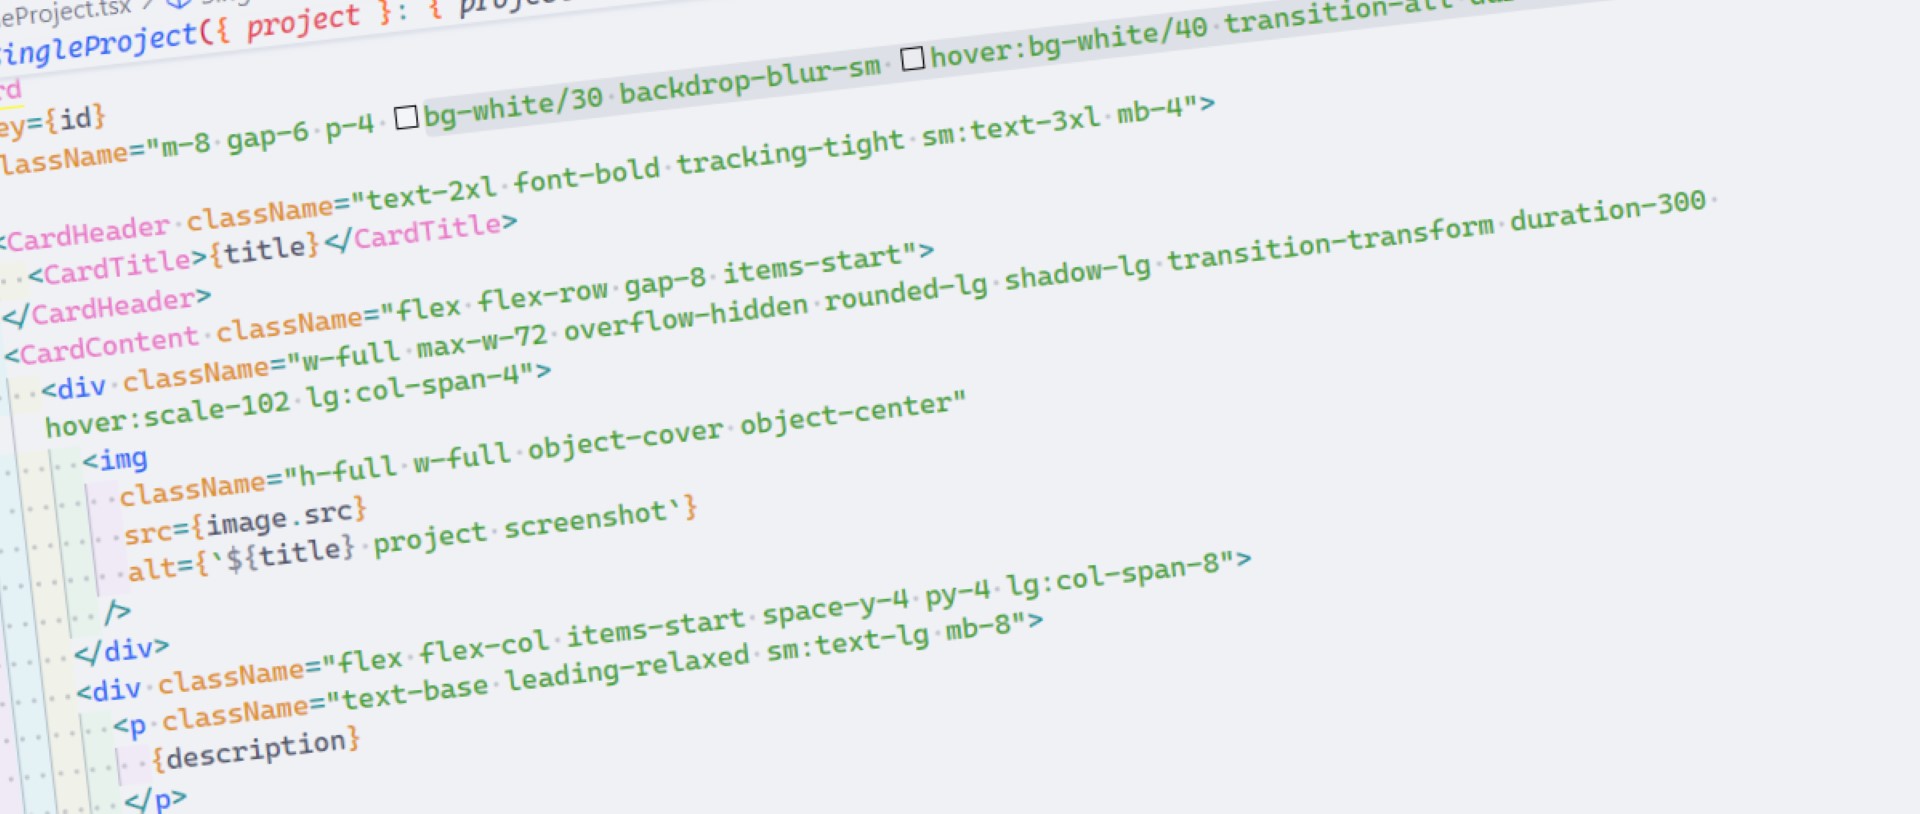 eProject.tsx
singleProject({ project }: {
rd
ey={id}
lassName="m-8 gap-6 p-4 bg-white/30 backdrop-blur-sm hover:bg-white/40 transition-all
<CardHeader className="text-2xl font-bold tracking-tight sm:text-3xl mb-4">
<CardTitle>{title}</CardTitle>
</CardHeader>
<CardContent className="flex flex-row gap-8 items-start">
<div className="w-full max-w-72 overflow-hidden rounded-lg shadow-lg transition-transform duration-300
hover:scale-102 lg:col-span-4">
<img
className="h-full w-full object-cover object-center"
src={image.src}
alt={`${title} project screenshot`}
/>
</div>
<div className="flex flex-col items-start space-y-4 py-4 lg:col-span-8">
<p className="text-base leading-relaxed sm:text-lg mb-8">
{description}
</p>